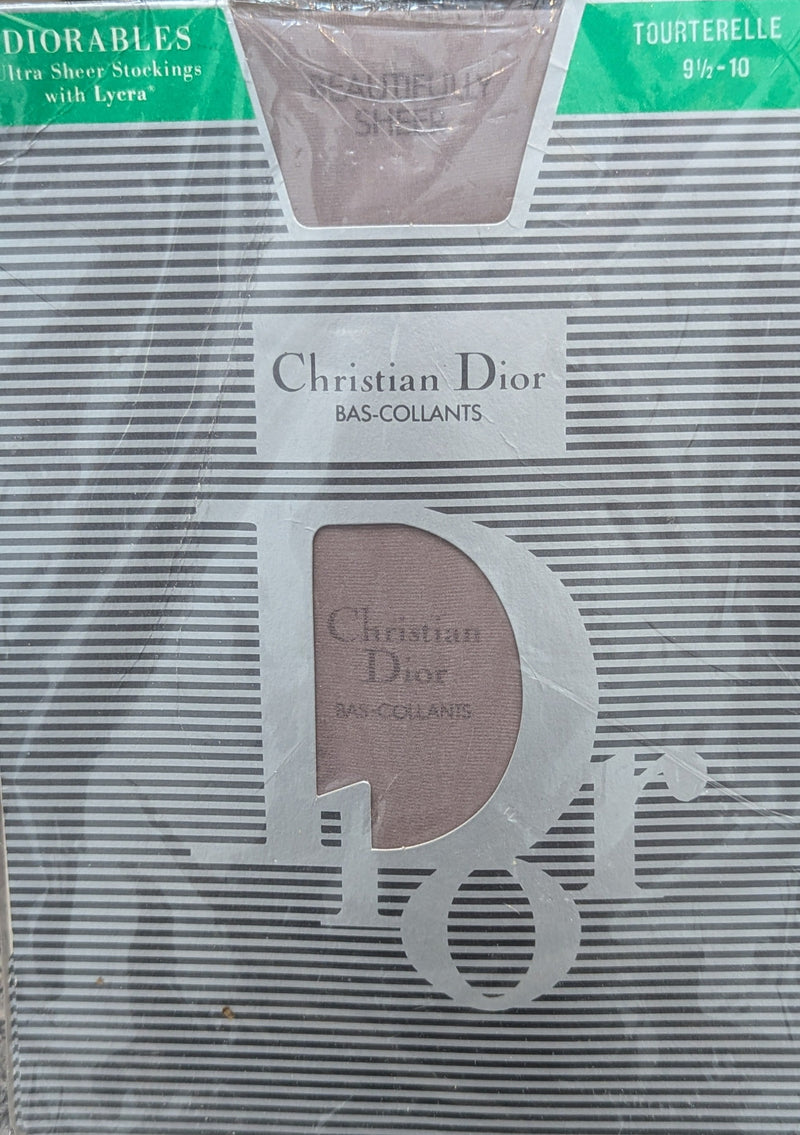 DIORABLES
Ultra Sheer Stockings
with Lycra*
TOURTERELLE
9½-10
BEAUTIFULLY
SHEER
Christian Dior
BAS-COLLANTS
Christian
Dior
BAS-COLLANTS
Dior